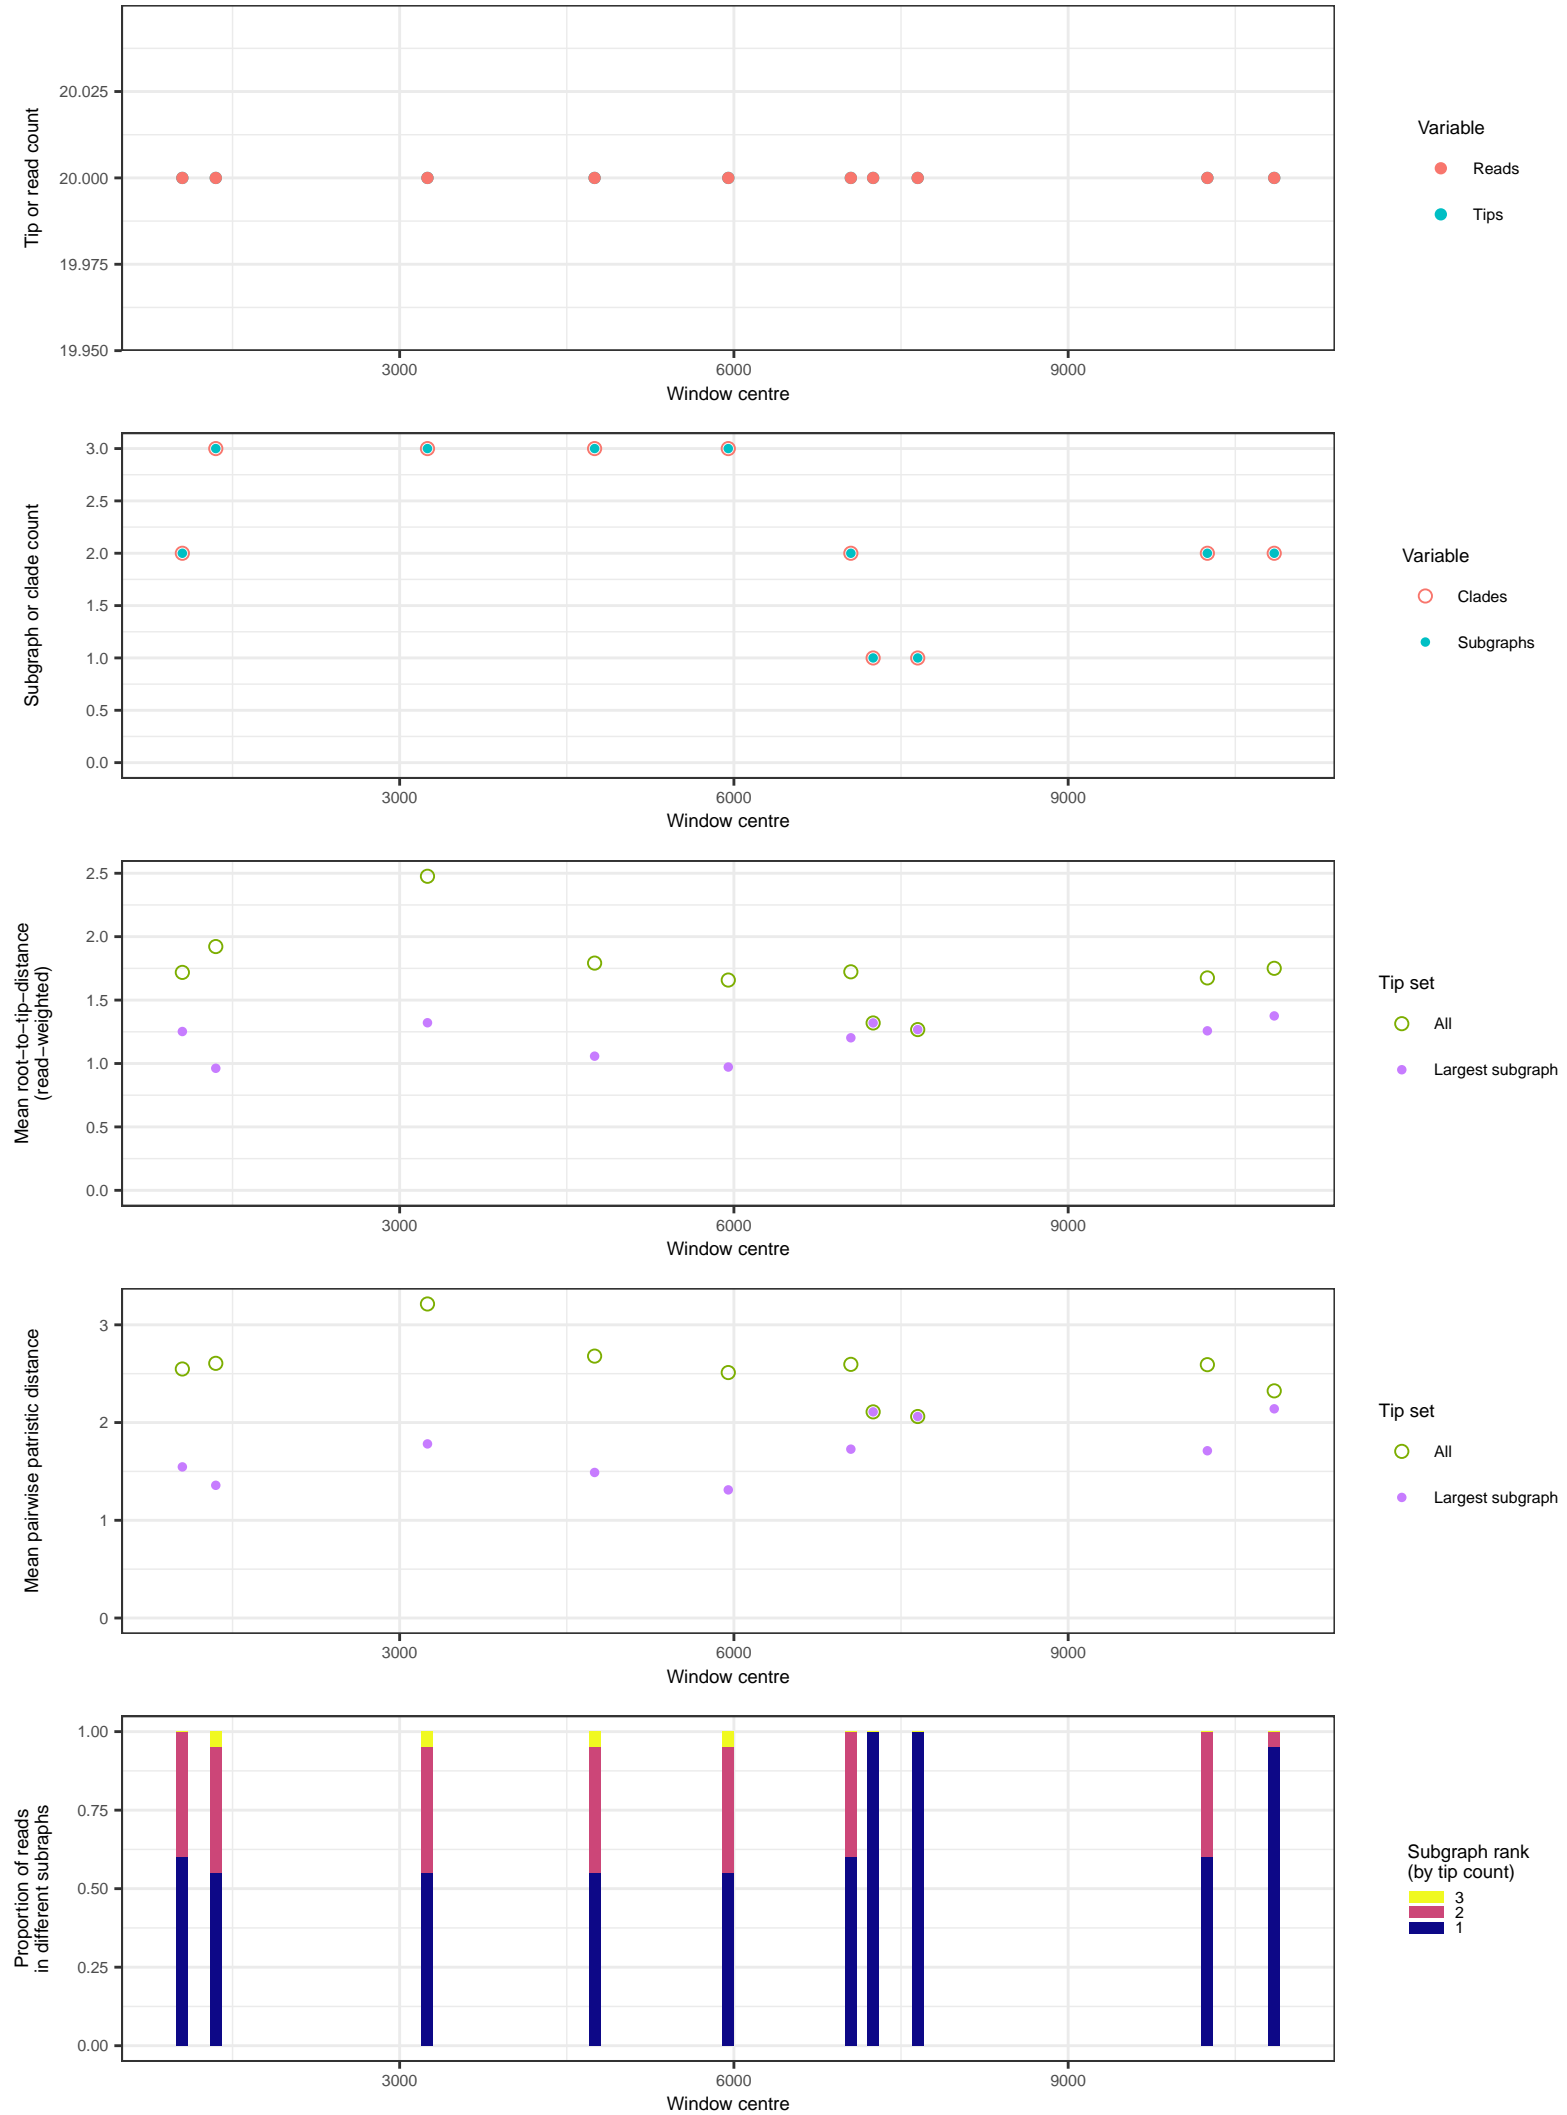 Tip or read count
20.025
20.000
19.975
19.950
3000
6000
9000
Window centre
Variable
Reads
Tips
Subgraph or clade count
3.0
2.5
2.0
1.5
1.0
0.5
0.0
3000
6000
9000
Window centre
Variable
Clades
Subgraphs
Mean root−to−tip−distance
(read−weighted)
2.5
2.0
1.5
1.0
0.5
0.0
3000
6000
9000
Window centre
Tip set
All
Largest subgraph
Mean pairwise patristic distance
3
2
1
0
3000
6000
9000
Window centre
Tip set
All
Largest subgraph
Proportion of reads
in different subraphs
1.00
0.75
0.50
0.25
0.00
3000
6000
9000
Window centre
Subgraph rank
(by tip count)
3
2
1